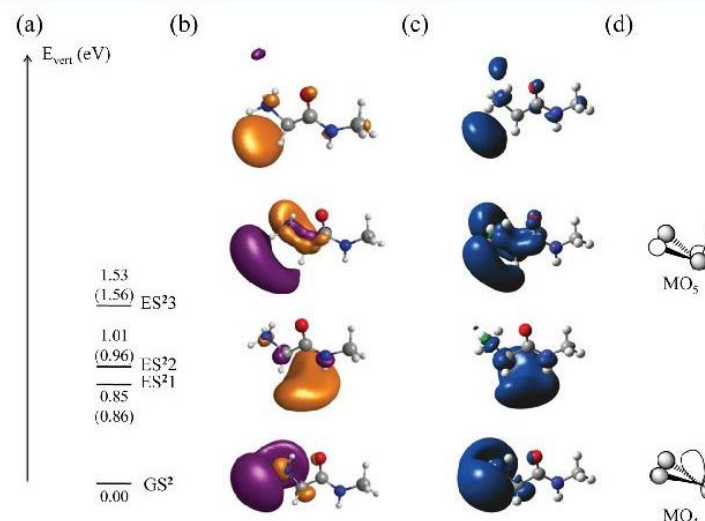 (a) (b) (c) (d)
E_vert (eV)
1.53
(1.56)
ES²3
MO₅
1.01
(0.96)
ES²2
ES²1
0.85
(0.86)
GS²
0.00